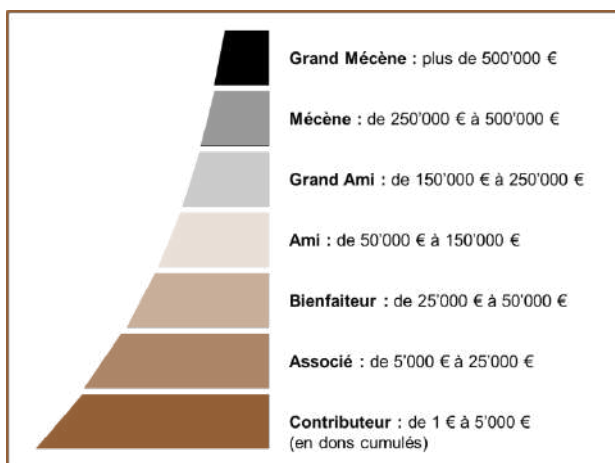 Grand Mécène : plus de 500'000 €
Mécène : de 250'000 € à 500'000 €
Grand Ami : de 150'000 € à 250'000 €
Ami : de 50'000 € à 150'000 €
Bienfaiteur : de 25'000 € à 50'000 €
Associé : de 5'000 € à 25'000 €
Contributeur : de 1 € à 5'000 €
(en dons cumulés)